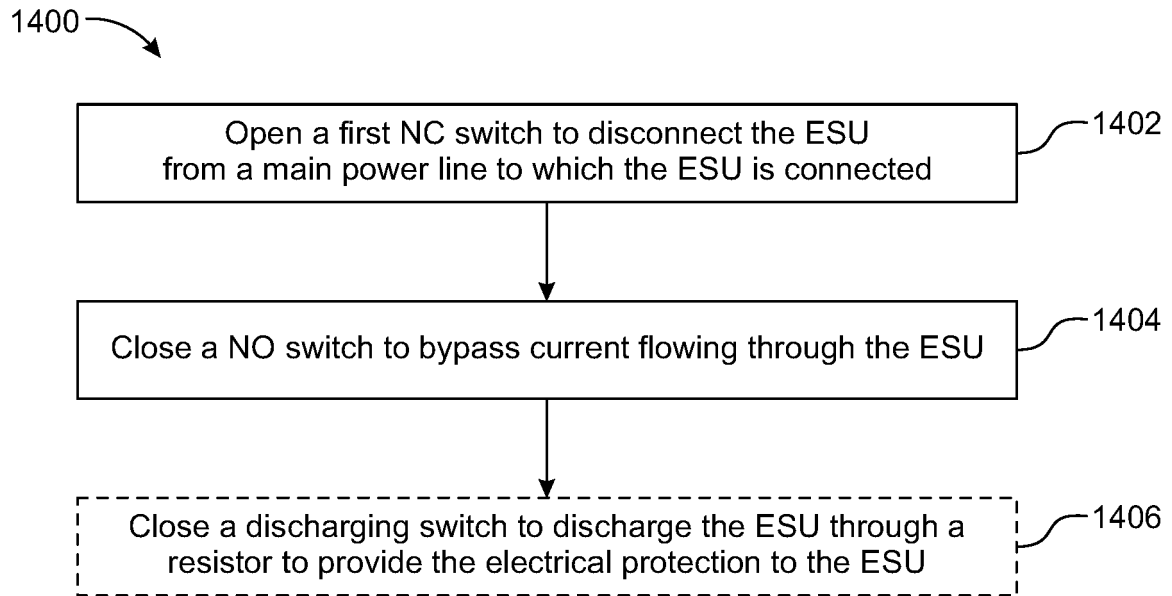 1400
Open a first NC switch to disconnect the ESU
from a main power line to which the ESU is connected
1402
Close a NO switch to bypass current flowing through the ESU
1404
Close a discharging switch to discharge the ESU through a
resistor to provide the electrical protection to the ESU
1406